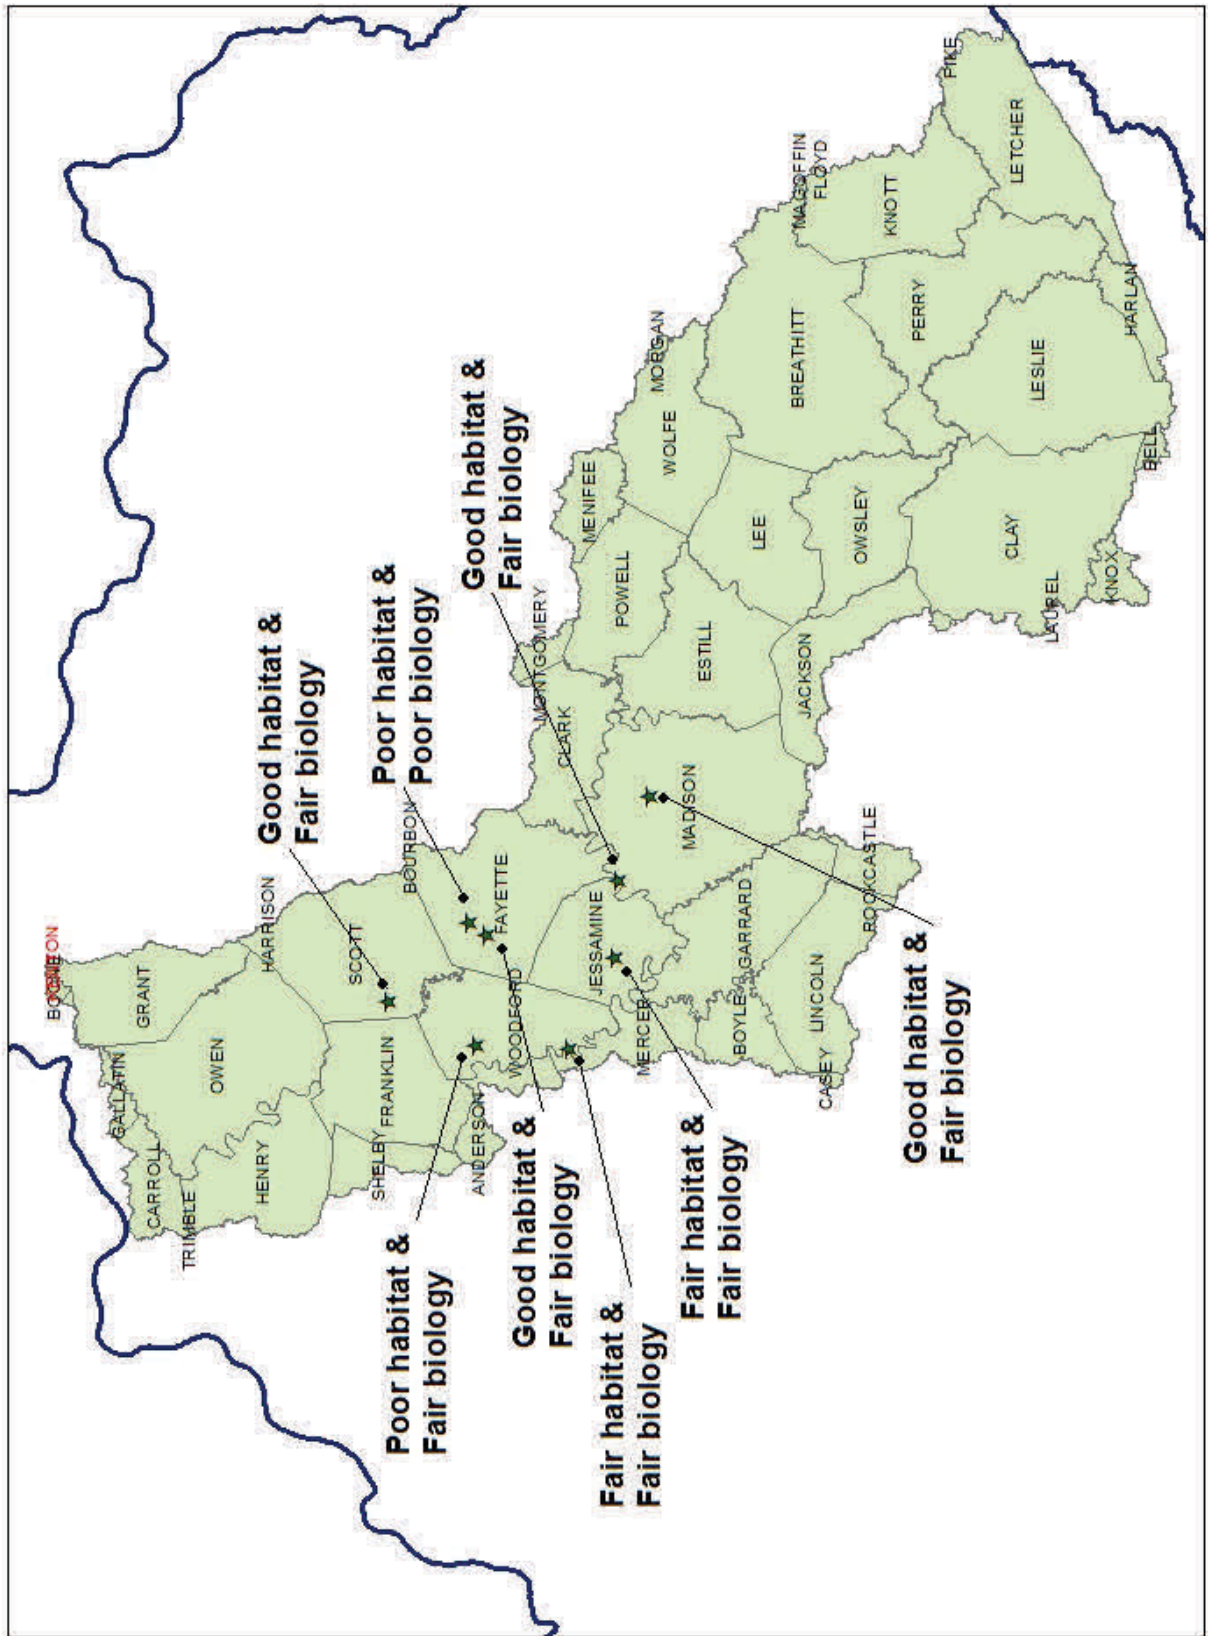 GALLATIN
GRANT
CARROLL
TRIMBLE
OWEN
HENRY
HARRISON
Good habitat &
Fair biology
SCOTT
SHELBY
FRANKLIN
Poor habitat &
Poor biology
Poor habitat &
Fair biology
BOURBON
Good habitat &
Fair biology
ANDERSON
FAYETTE
WOODFORD
Good habitat &
Fair biology
MONTGOMERY
CLARK
MENIFEE
JESSAMINE
Fair habitat &
Fair biology
POWELL
MERCER
MORGAN
WOLFE
Fair habitat &
Fair biology
MADISON
ESTILL
GARRARD
BOYLE
LEE
BREATHITT
MAGOFFIN
FLOYD
JACKSON
LINCOLN
CASEY
OWSLEY
ROCKCASTLE
KNOTT
PERRY
Good habitat &
Fair biology
PIKE
LETCHER
CLAY
LESLIE
LAUREL
KNOX
HARLAN
BELL